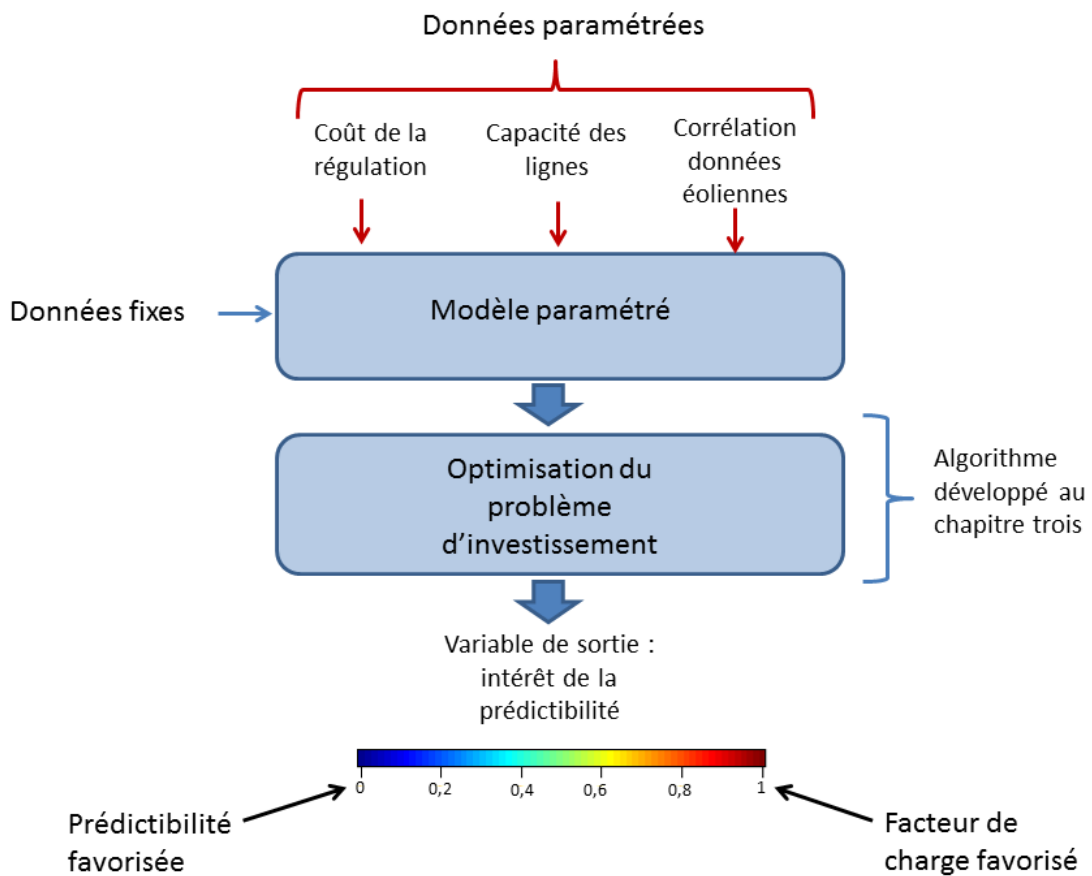 Données paramétrées
Coût de la
régulation
Capacité des
lignes
Corrélation
données
éoliennes
Données fixes
Modèle paramétré
Optimisation du
problème
d'investissement
Algorithme
développé au
chapitre trois
Variable de sortie :
intérêt de la
prédictibilité
0 0,2 0,4 0,6 0,8 1
Prédictibilité
favorisée
Facteur de
charge favorisé